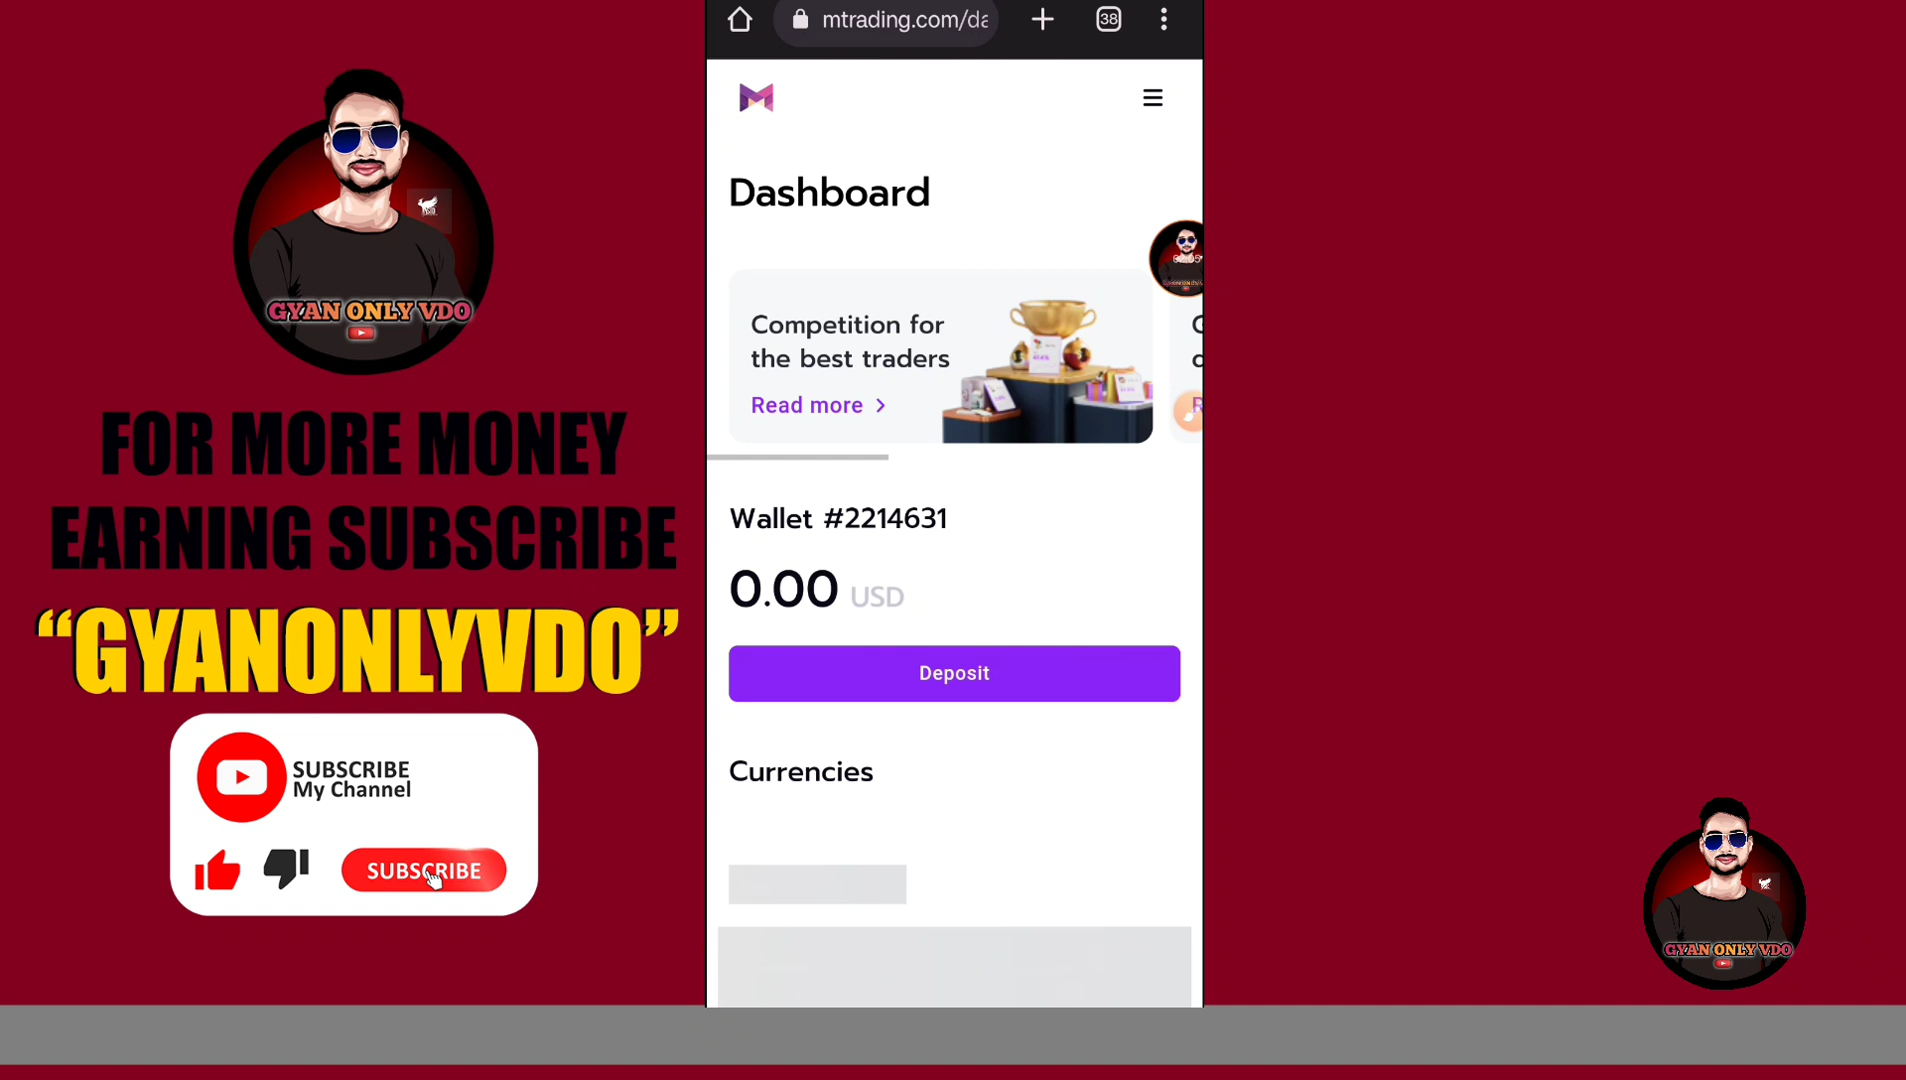 GYAN ONLY VDO
FOR MORE MONEY
EARNING SUBSCRIBE
“GYANONLYVDO”
SUBSCRIBE
My Channel
SUBSCRIBE
mtrading.com/da
38
Dashboard
Competition for
the best traders
Read more
Wallet #2214631
0.00 USD
Deposit
Currencies
GYAN ONLY VDO